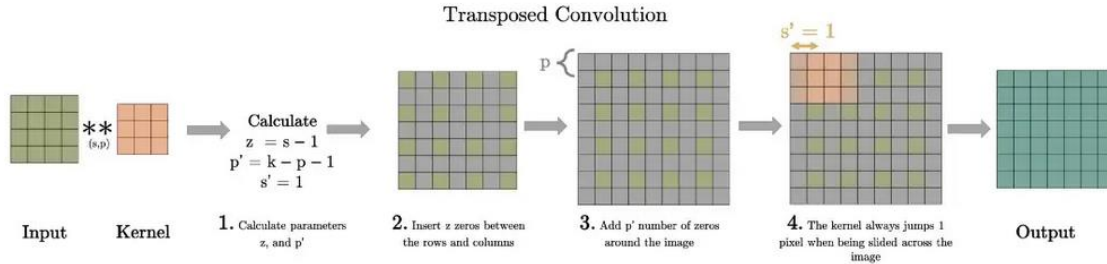 Transposed Convolution
s' = 1
p
**
(s,p)
Calculate
z = s − 1
p' = k − p − 1
s' = 1
Input
Kernel
1. Calculate parameters
z, and p'
2. Insert z zeros between
the rows and columns
3. Add p' number of zeros
around the image
4. The kernel always jumps 1
pixel when being slided across the
image
Output